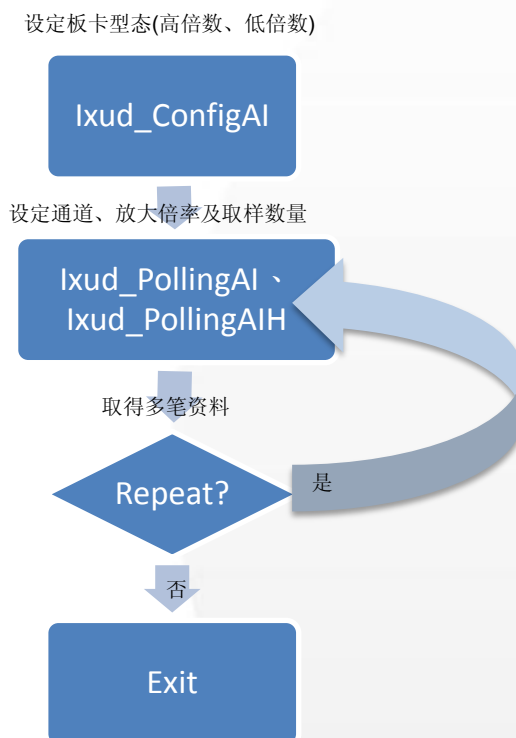 设定板卡型态(高倍数、低倍数)
Ixud_ConfigAI
设定通道、放大倍率及取样数量
Ixud_PollingAI、
Ixud_PollingAIH
取得多笔资料
Repeat?
是
否
Exit